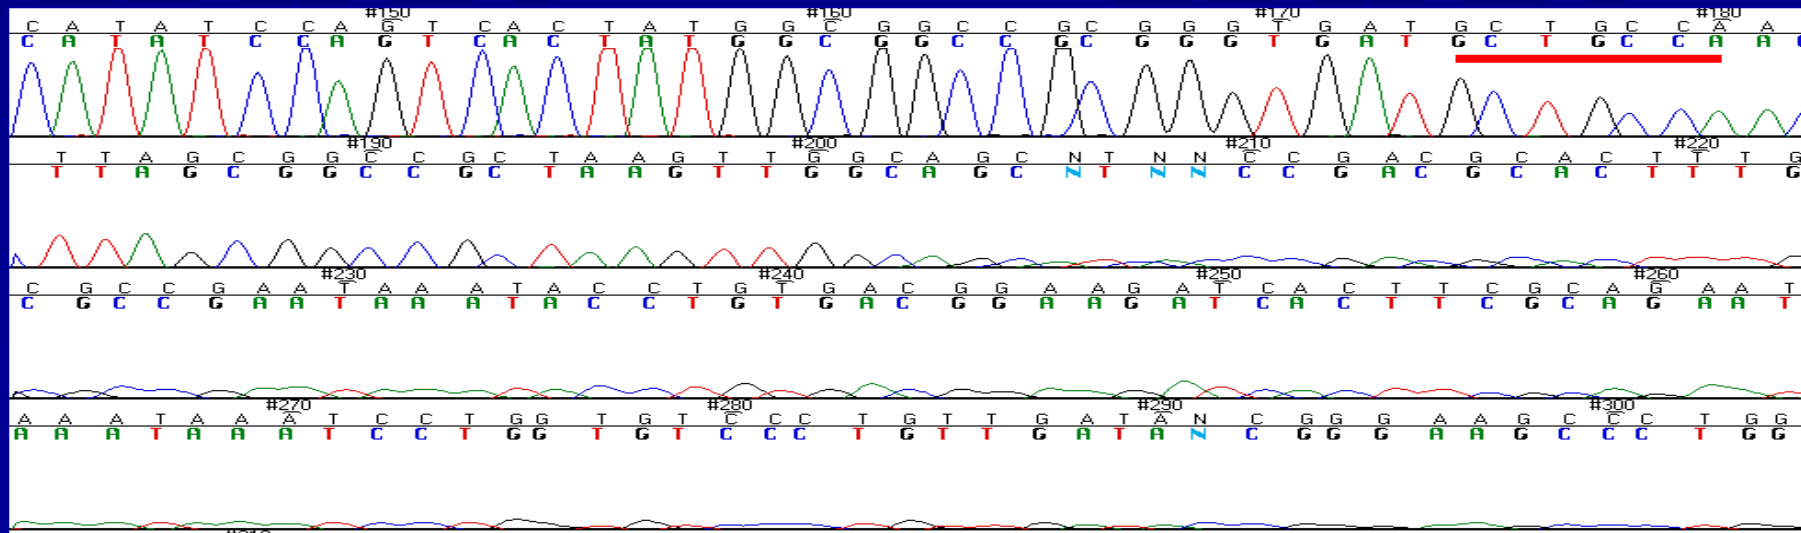 #150 #160 #170 #180
C A T A T C C A G T C A C T A T G G C G G C C G C G G G T G A T G C T G C C A A
C A T A T C C A G T C A C T A T G G C G G C C G C G G G T G A T G C T G C C A A C
#190 #200 #210 #220
T T A G C G G C C G C T A A G T T G G C A G C N T N N C C G A C G C A C T T T G
T T A G C G G C C G C T A A G T T G G C A G C N T N N C C G A C G C A C T T T G
#230 #240 #250 #260
C G C C G A A T A A A T A C C T G T G A C G G A A G A T C A C T T C G C A G A A T
C G C C G A A T A A A T A C C T G T G A C G G A A G A T C A C T T C G C A G A A T
#270 #280 #290 #300
A A A T A A A T C C T G G T G T C C C T G T T G A T A N C G G G A A G C C C T G G
A A A T A A A T C C T G G T G T C C C T G T T G A T A N C G G G A A G C C C T G G